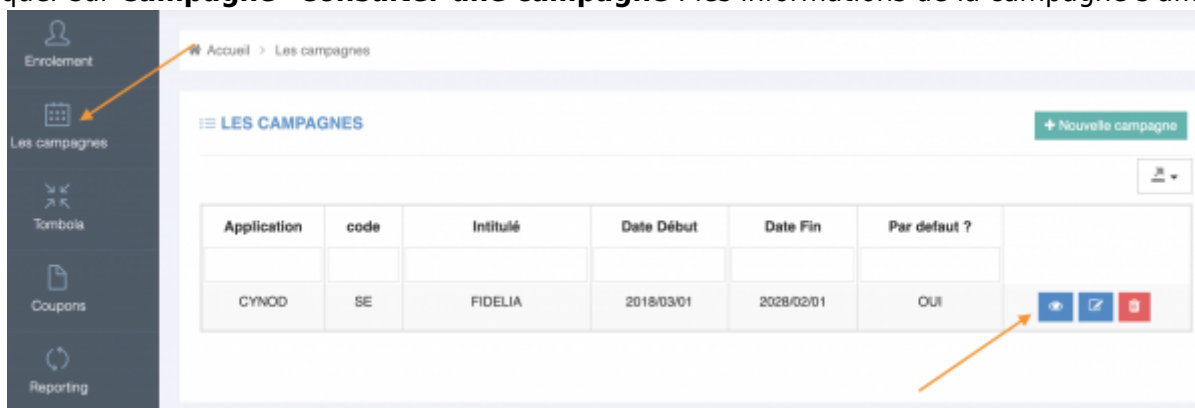 sur Campagne Consulter une campagne les informations de la campagne s'
Enrolement
Accueil > Les campagnes
Les campagnes
LES CAMPAGNES
+ Nouvelle campagne
Tombola
Application code Intitulé Date Début Date Fin Par defaut ?
Coupons
CYNOD SE FIDELIA 2018/03/01 2028/02/01 OUI
Reporting